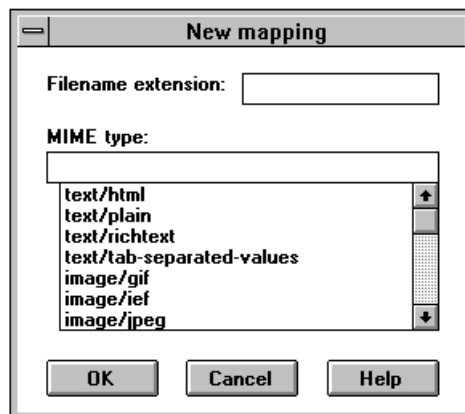 New mapping
Filename extension:
MIME type:
text/html
text/plain
text/richtext
text/tab-separated-values
image/gif
image/ief
image/jpeg
OK Cancel Help